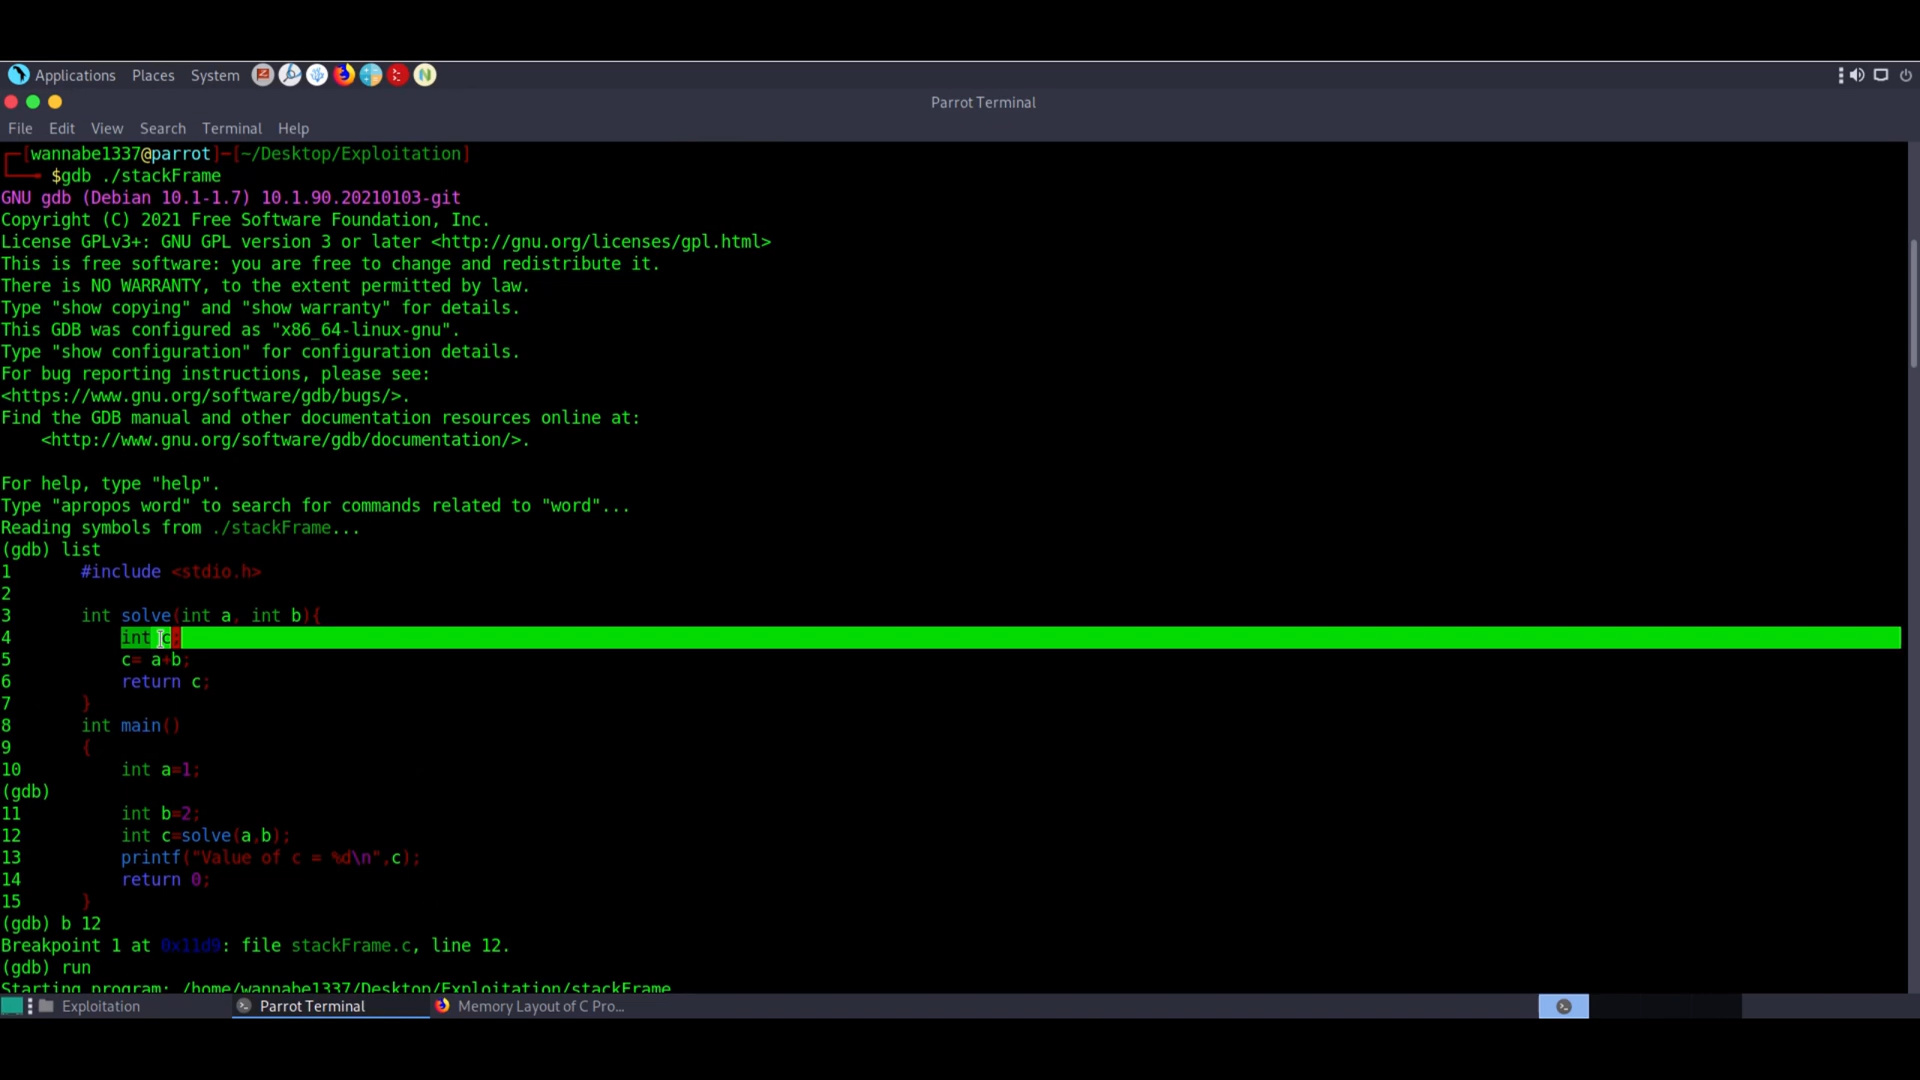 Applications Places System
Parrot Terminal
File Edit View Search Terminal Help
┌─[wannabe1337@parrot]─[~/Desktop/Exploitation]
└──╼ $gdb ./stackFrame
GNU gdb (Debian 10.1-1.7) 10.1.90.20210103-git
Copyright (C) 2021 Free Software Foundation, Inc.
License GPLv3+: GNU GPL version 3 or later <http://gnu.org/licenses/gpl.html>
This is free software: you are free to change and redistribute it.
There is NO WARRANTY, to the extent permitted by law.
Type "show copying" and "show warranty" for details.
This GDB was configured as "x86_64-linux-gnu".
Type "show configuration" for configuration details.
For bug reporting instructions, please see:
<https://www.gnu.org/software/gdb/bugs/>.
Find the GDB manual and other documentation resources online at:
    <http://www.gnu.org/software/gdb/documentation/>.
For help, type "help".
Type "apropos word" to search for commands related to "word"...
Reading symbols from ./stackFrame...
(gdb) list
1       #include <stdio.h>
2
3       int solve(int a, int b){
4           int c;
5           c= a+b;
6           return c;
7       }
8       int main()
9       {
10          int a=1;
(gdb)
11          int b=2;
12          int c=solve(a,b);
13          printf("Value of c = %d\n",c);
14          return 0;
15      }
(gdb) b 12
Breakpoint 1 at 0x11d9: file stackFrame.c, line 12.
(gdb) run
Starting program: /home/wannabe1337/Desktop/Exploitation/stackFrame
Exploitation Parrot Terminal Memory Layout of C Pro...